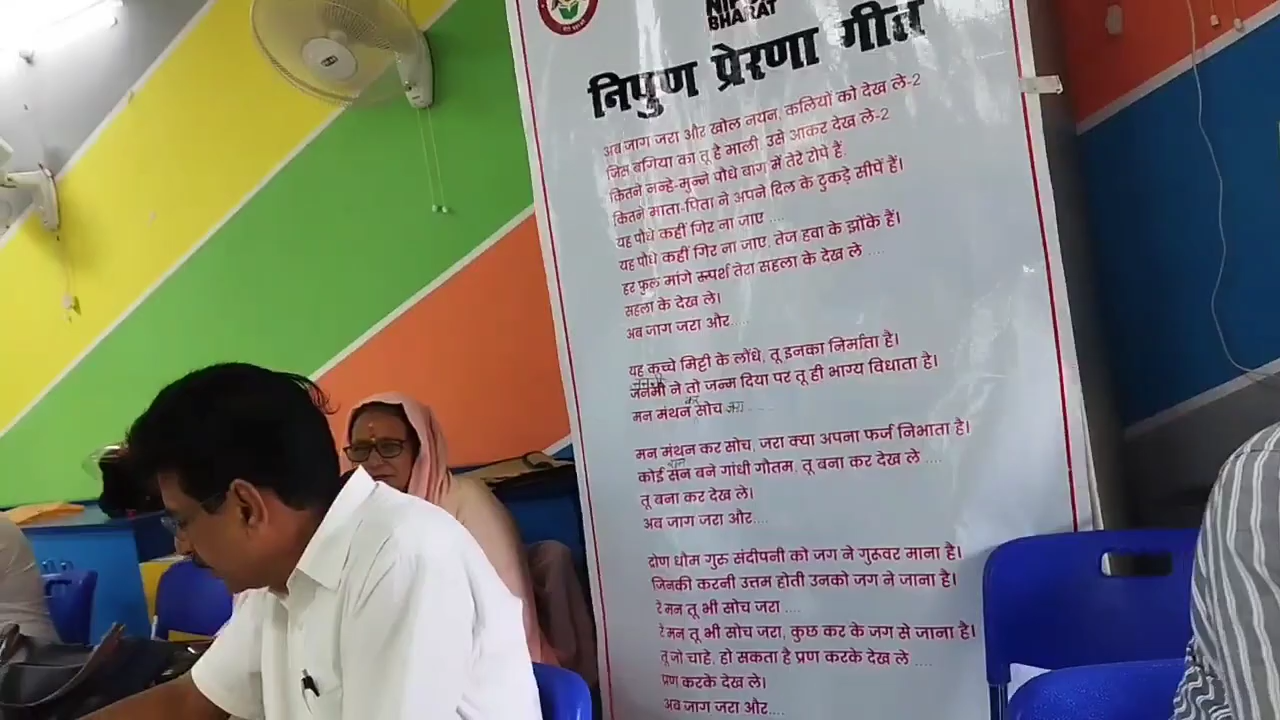 BHARAT
निपुण प्रेरणा गीत
अब जाग जरा और खोल नयन, कलियों को देख ले-2
जिस बगिया का तू है माली, उसे आकर देख ले-2
कितने नन्हे-मुन्ने पौधे बाग में तेरे रोपे हैं,
कितने माता-पिता ने अपने दिल के टुकड़े सौंपें हैं।
यह पौधे कहीं गिर ना जाए ....
यह पौधे कहीं गिर ना जाए, तेज हवा के झोंके हैं।
हर फुल मांगे स्पर्श तेरा सहला के देख ले ....
सहला के देख ले।
अब जाग जरा और....
यह कच्चे मिट्टी के लौंधे, तू इनका निर्माता है।
ने तो जन्म दिया पर तू ही भाग्य विधाता है।
मन मंथन कर सोच जरा ......
मन मंथन कर सोच, जरा क्या अपना फर्ज निभाता है।
कोई बने गांधी गौतम, तू बना कर देख ले ....
तू बना कर देख ले।
अब जाग जरा और....
द्रोण धौम गुरु संदीपनी को जग ने गुरूवर माना है।
जिनकी करनी उत्तम होती उनको जग ने जाना है।
रे मन तू भी सोच जरा ....
रे मन तू भी सोच जरा, कुछ कर के जग से जाना है।
तू जो चाहे, हो सकता है प्रण करके देख ले ....
प्रण करके देख ले।
अब जाग जरा और....